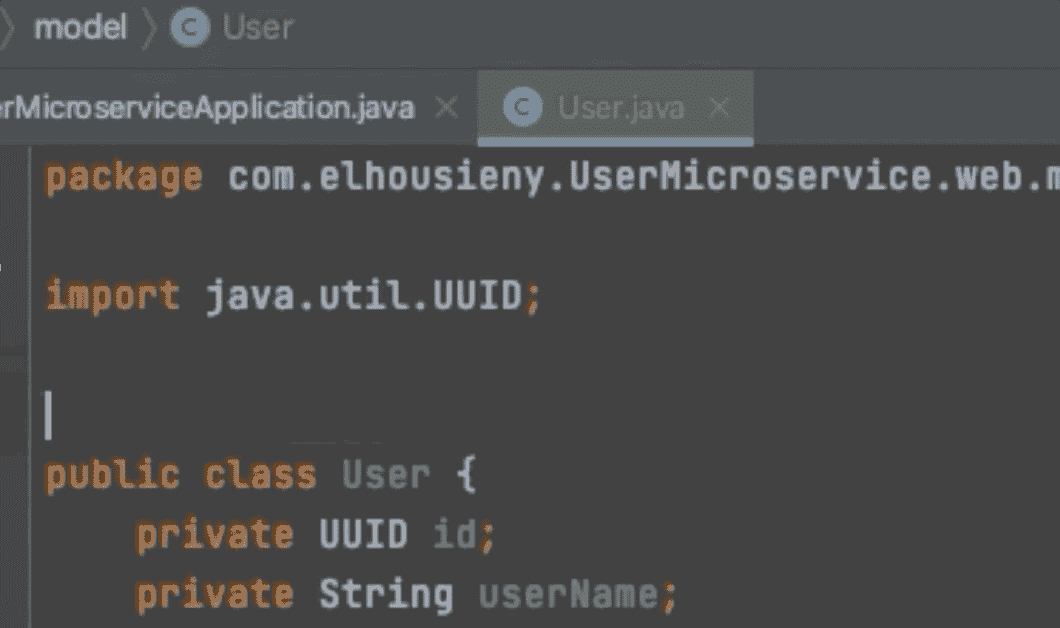 model > C User
rMicroserviceApplication.java × C User.java ×
package com.elhousieny.UserMicroservice.web.
import java.util.UUID;
public class User {
private UUID id;
private String userName;